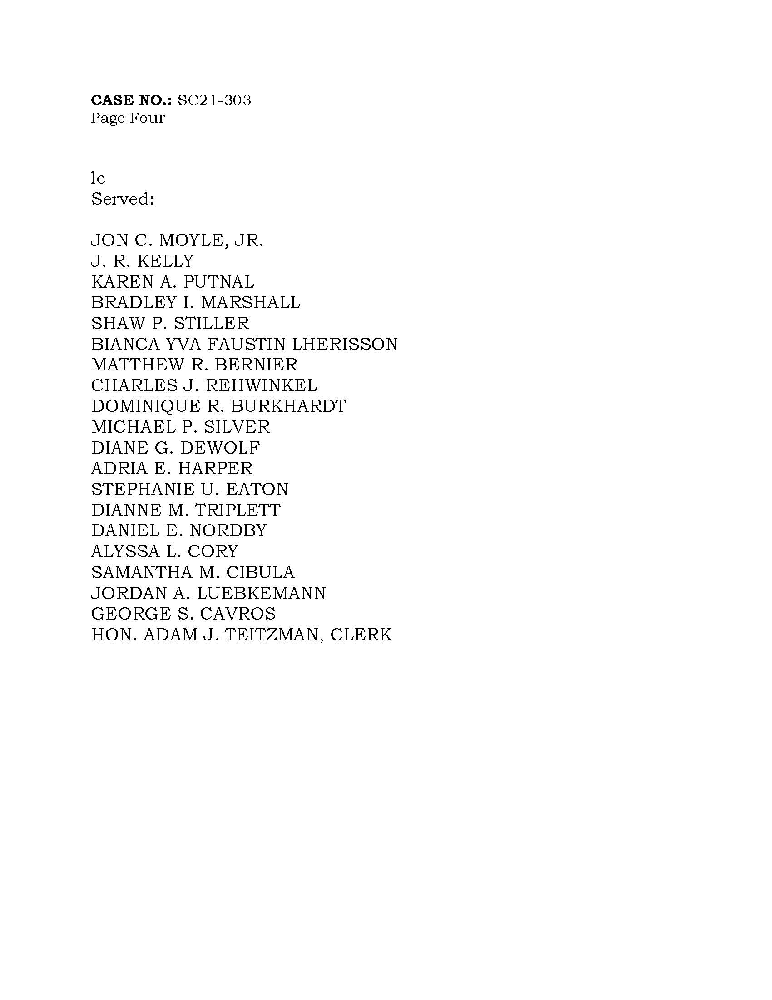 CASE NO.: SC21-303
Page Four
lc
Served:
JON C. MOYLE, JR.
J. R. KELLY
KAREN A. PUTNAL
BRADLEY I. MARSHALL
SHAW P. STILLER
BIANCA YVA FAUSTIN LHERISSON
MATTHEW R. BERNIER
CHARLES J. REHWINKEL
DOMINIQUE R. BURKHARDT
MICHAEL P. SILVER
DIANE G. DEWOLF
ADRIA E. HARPER
STEPHANIE U. EATON
DIANNE M. TRIPLETT
DANIEL E. NORDBY
ALYSSA L. CORY
SAMANTHA M. CIBULA
JORDAN A. LUEBKEMANN
GEORGE S. CAVROS
HON. ADAM J. TEITZMAN, CLERK